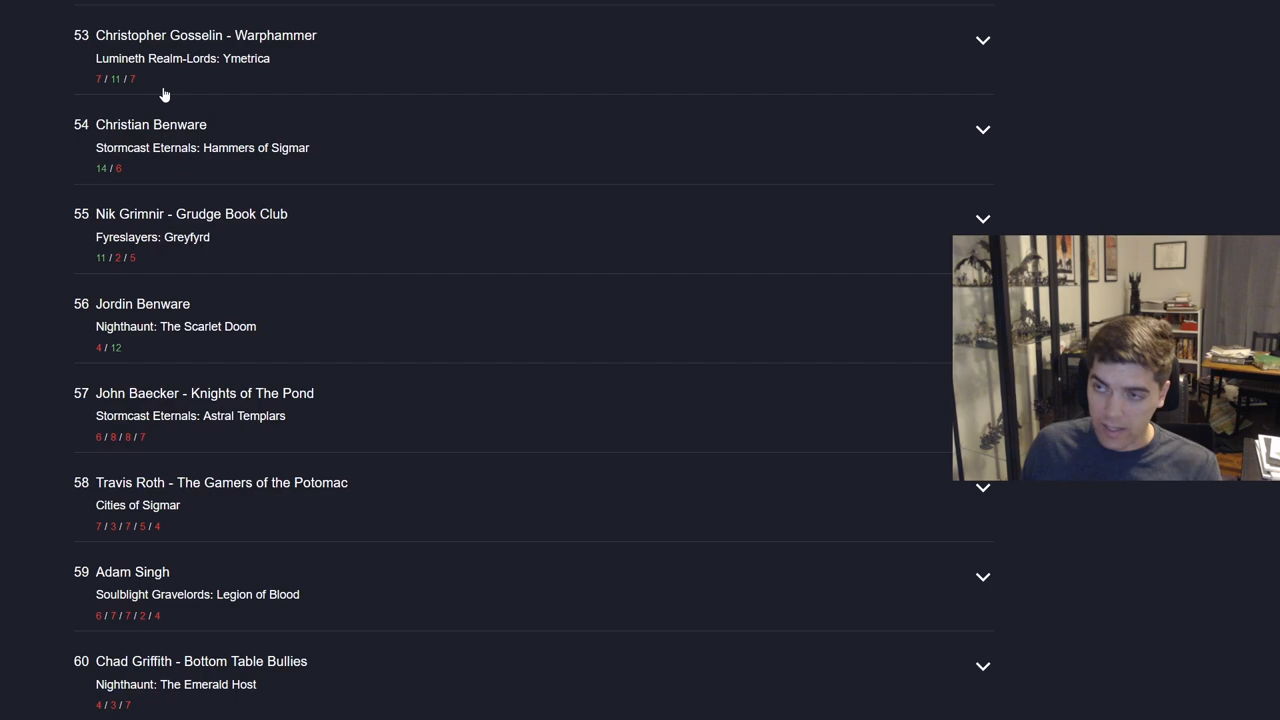 53 Christopher Gosselin - Warphammer
Lumineth Realm-Lords: Ymetrica
7 / 11 / 7
54 Christian Benware
Stormcast Eternals: Hammers of Sigmar
14 / 6
55 Nik Grimnir - Grudge Book Club
Fyreslayers: Greyfyrd
11 / 2 / 5
56 Jordin Benware
Nighthaunt: The Scarlet Doom
4 / 12
57 John Baecker - Knights of The Pond
Stormcast Eternals: Astral Templars
6 / 8 / 8 / 7
58 Travis Roth - The Gamers of the Potomac
Cities of Sigmar
7 / 3 / 7 / 5 / 4
59 Adam Singh
Soulblight Gravelords: Legion of Blood
6 / 7 / 7 / 2 / 4
60 Chad Griffith - Bottom Table Bullies
Nighthaunt: The Emerald Host
4 / 3 / 7